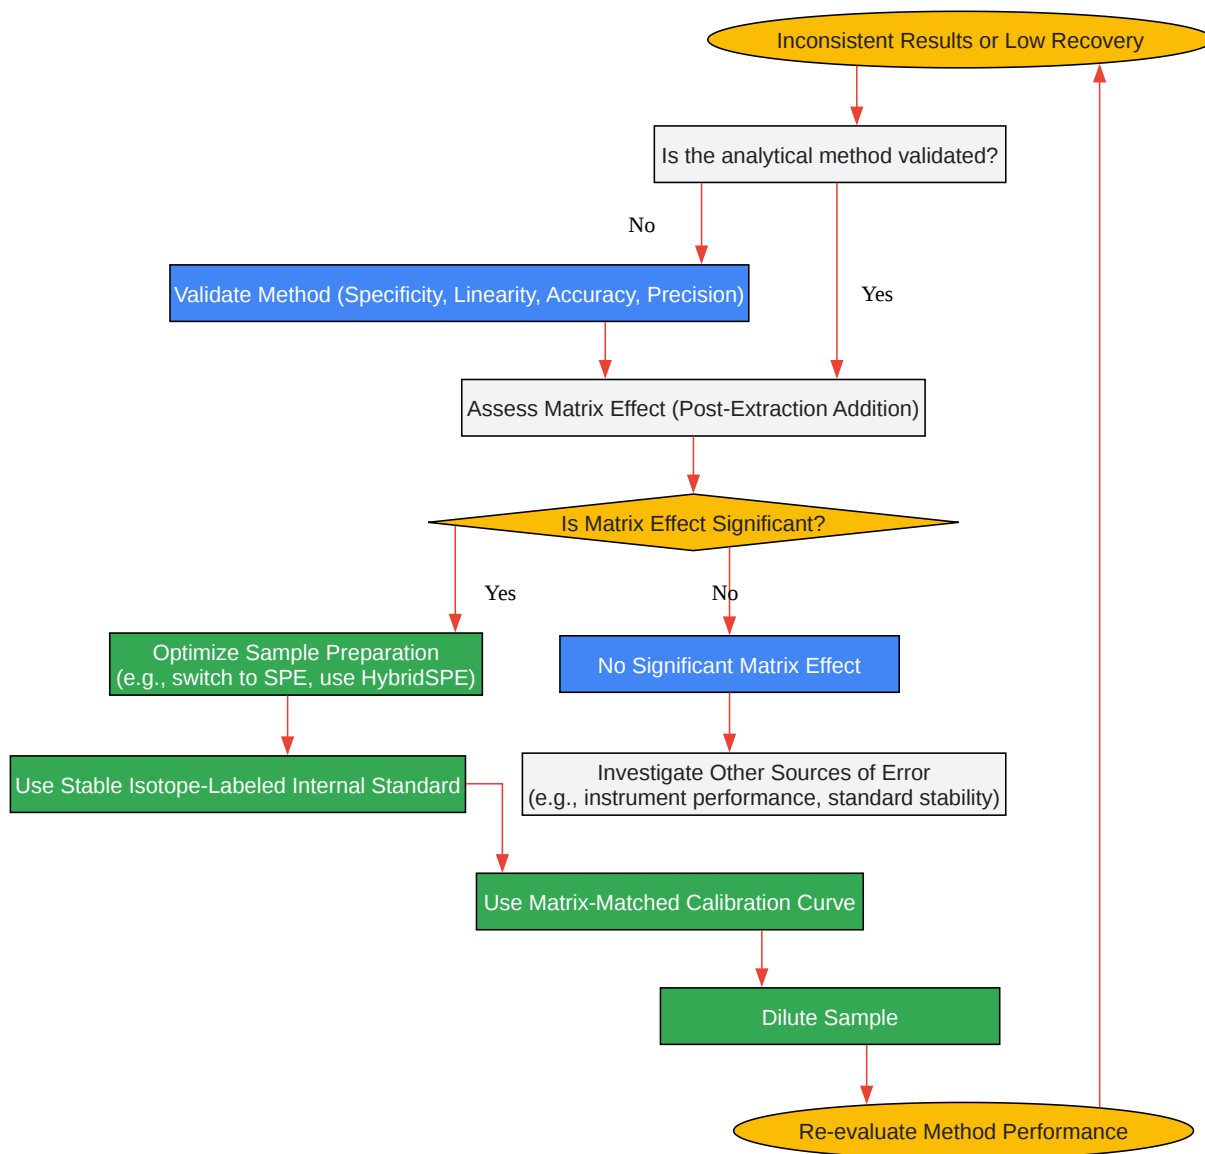 Inconsistent Results or Low Recovery
Is the analytical method validated?
No
Validate Method (Specificity, Linearity, Accuracy, Precision)
Yes
Assess Matrix Effect (Post-Extraction Addition)
Is Matrix Effect Significant?
Yes
No
Optimize Sample Preparation
(e.g., switch to SPE, use HybridSPE)
No Significant Matrix Effect
Use Stable Isotope-Labeled Internal Standard
Investigate Other Sources of Error
(e.g., instrument performance, standard stability)
Use Matrix-Matched Calibration Curve
Dilute Sample
Re-evaluate Method Performance